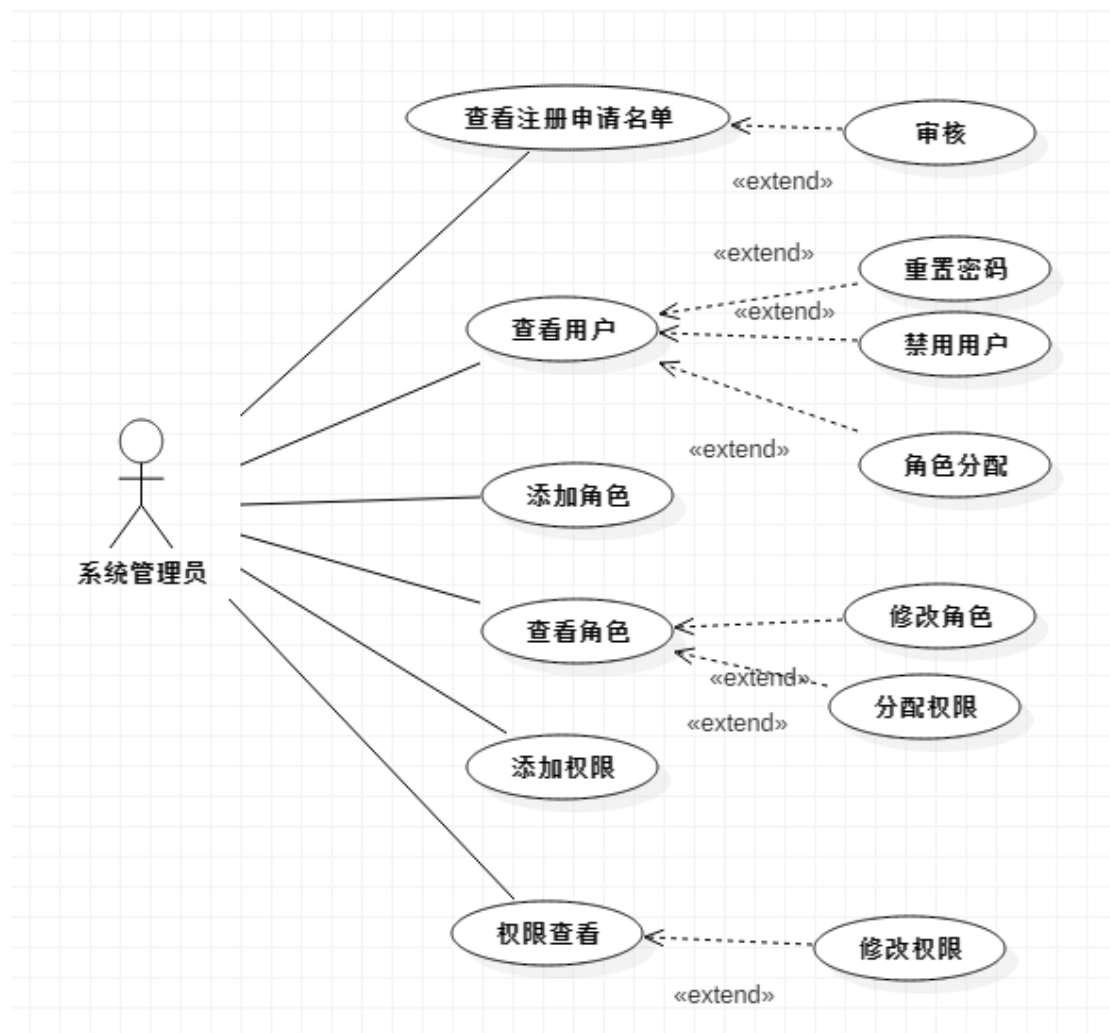 查看注册申请名单
审核
«extend»
«extend»
重置密码
查看用户
«extend»
禁用用户
«extend»
角色分配
添加角色
系统管理员
查看角色
修改角色
«extend»
分配权限
«extend»
添加权限
权限查看
修改权限
«extend»